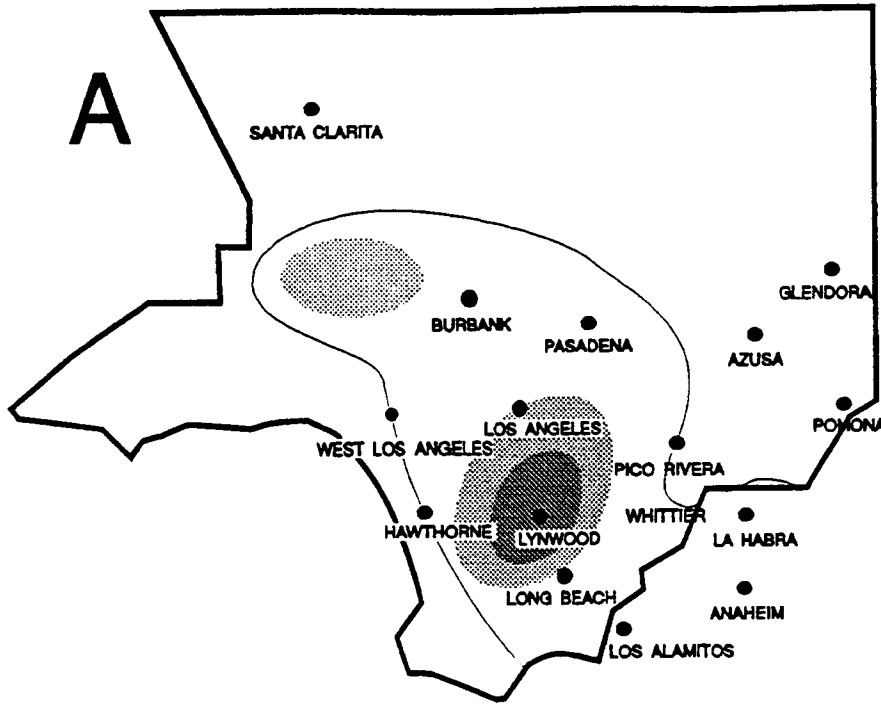 A
SANTA CLARITA
GLENDORA
BURBANK
PASADENA
AZUSA
LOS ANGELES
POMONA
WEST LOS ANGELES
PICO RIVERA
HAWTHORNE
LYNWOOD
WHITTIER
LA HABRA
LONG BEACH
ANAHEIM
LOS ALAMITOS